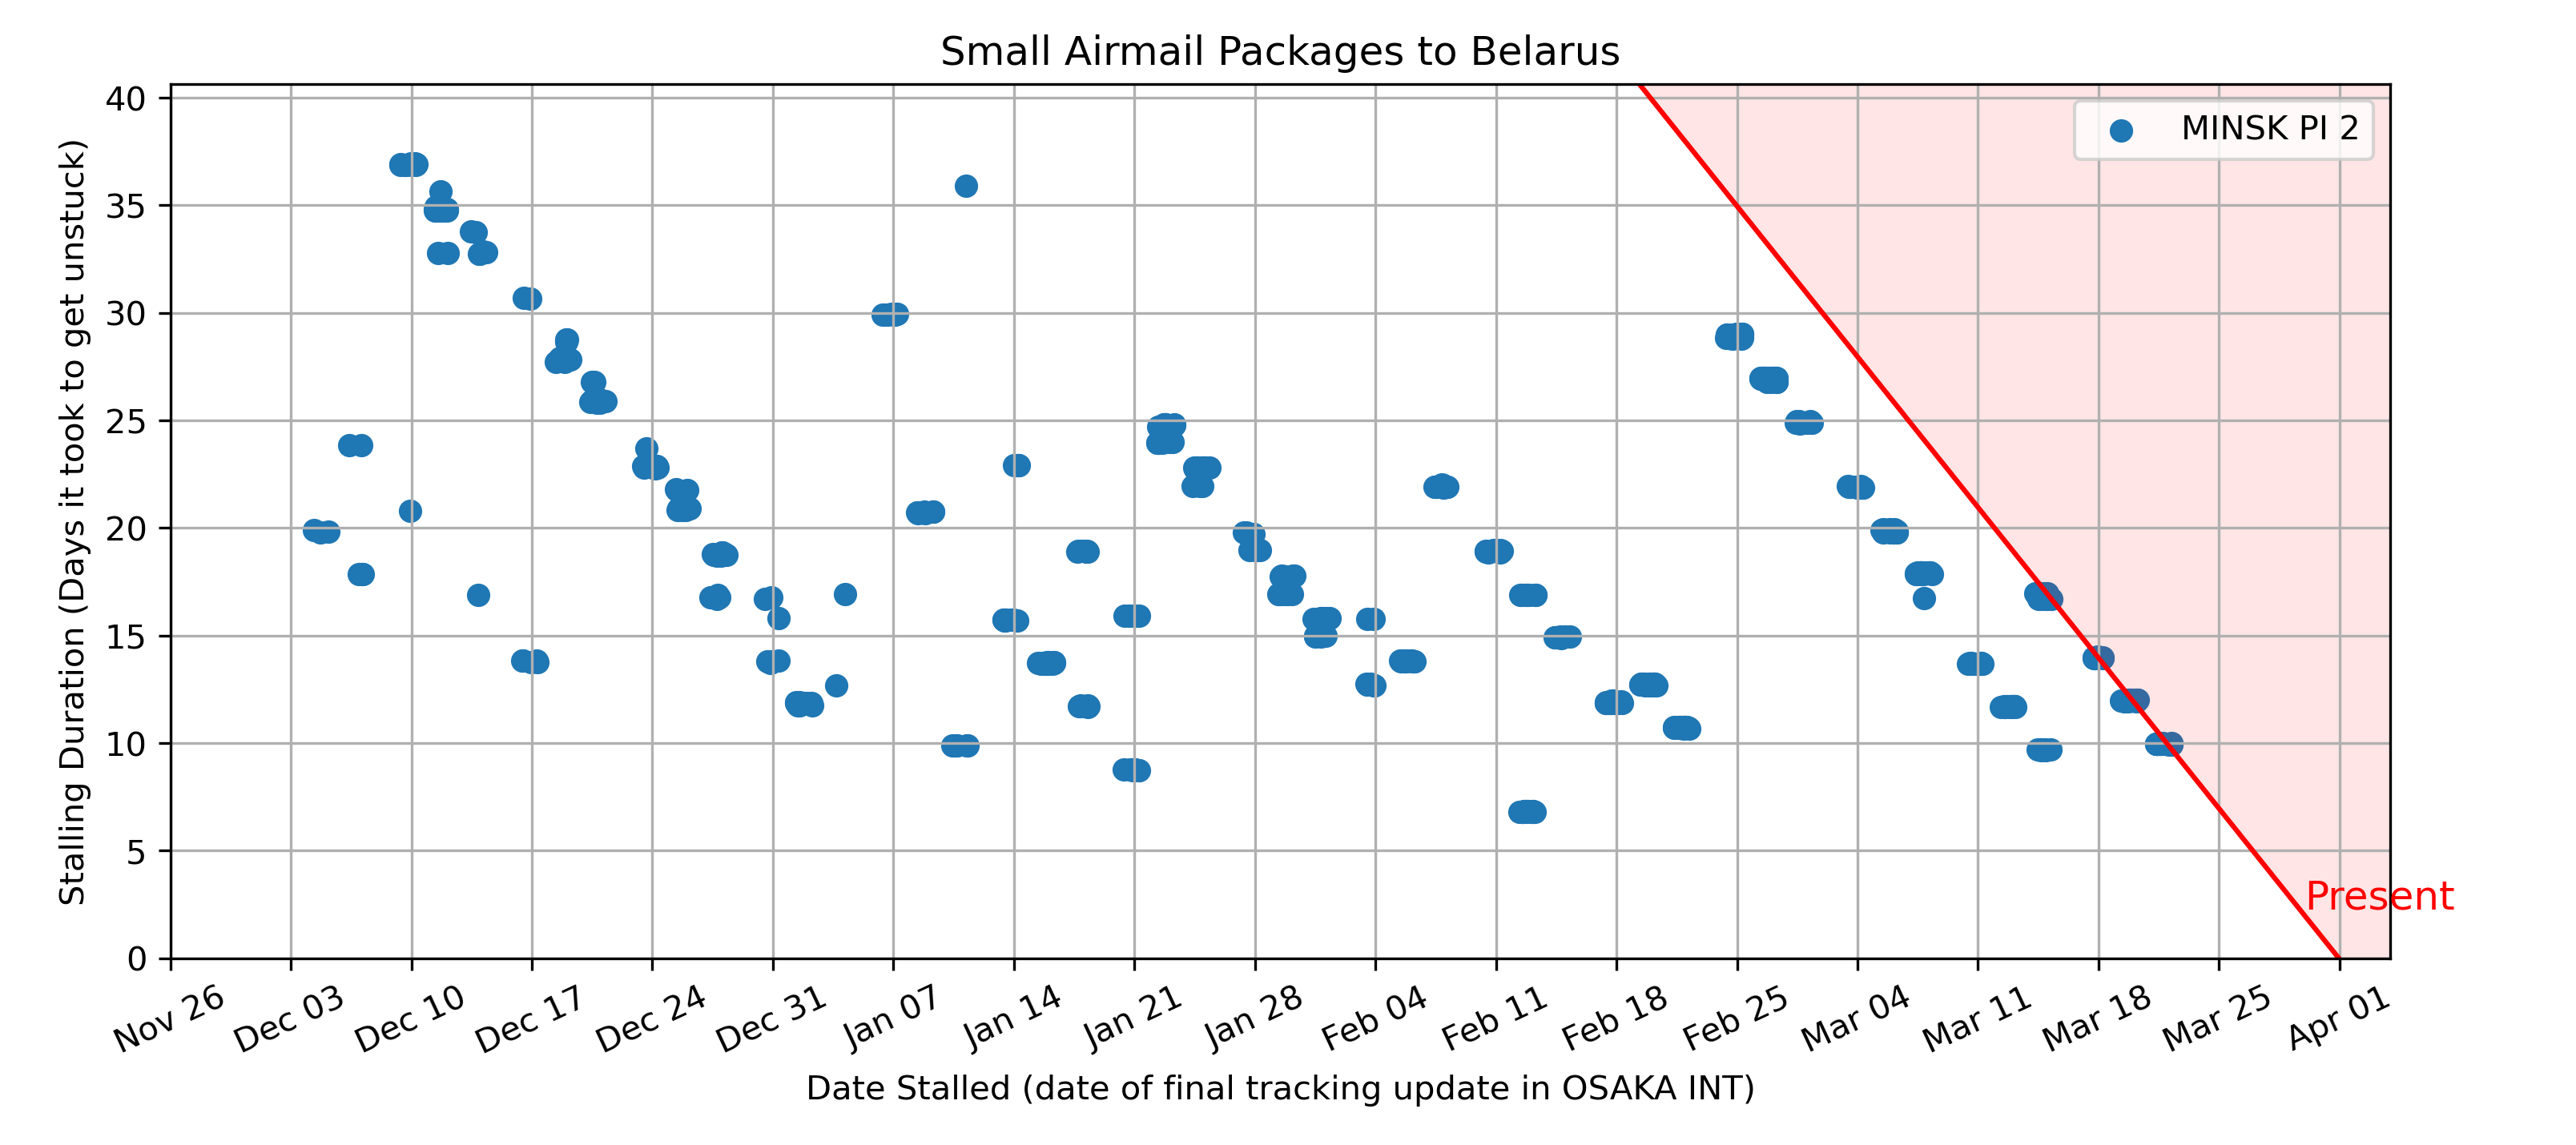 Small Airmail Packages to Belarus
MINSK PI 2
Present
Stalling Duration (Days it took to get unstuck)
40
35
30
25
20
15
10
5
0
Nov 26
Dec 03
Dec 10
Dec 17
Dec 24
Dec 31
Jan 07
Jan 14
Jan 21
Jan 28
Feb 04
Feb 11
Feb 18
Feb 25
Mar 04
Mar 11
Mar 18
Mar 25
Apr 01
Date Stalled (date of final tracking update in OSAKA INT)